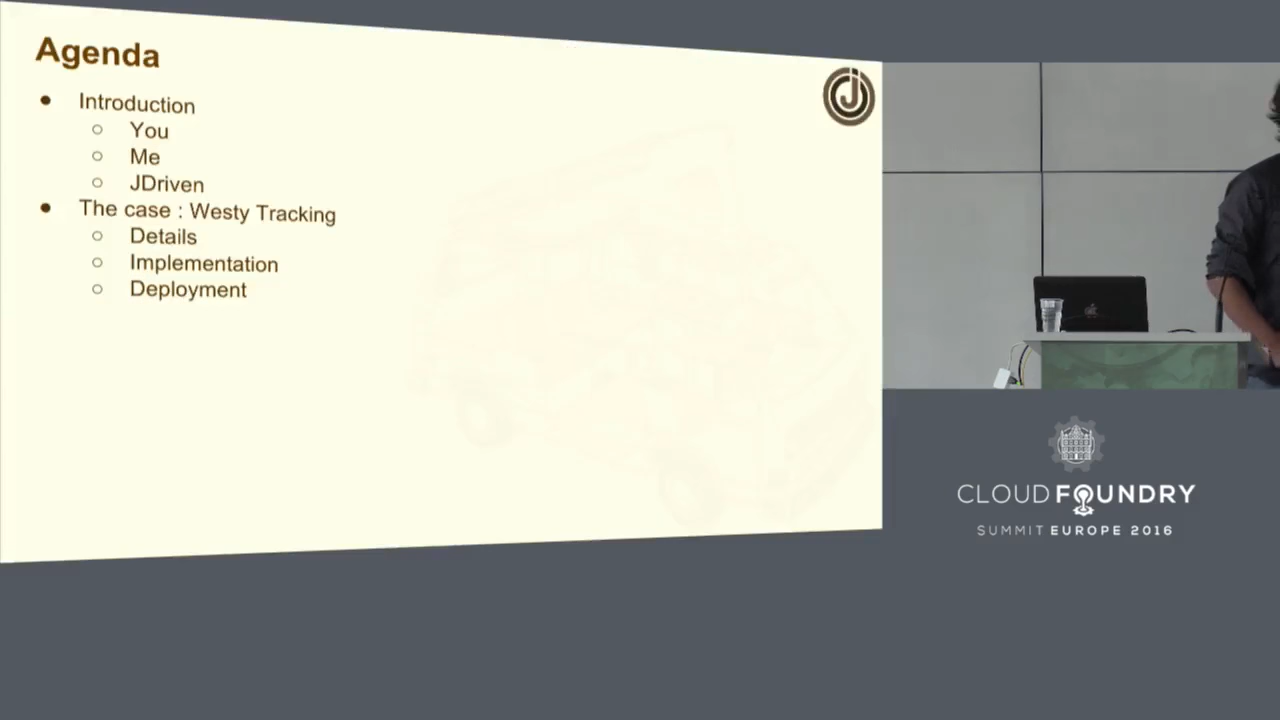 Agenda
● Introduction
○ You
○ Me
○ JDriven
● The case : Westy Tracking
○ Details
○ Implementation
○ Deployment
CLOUD FOUNDRY
SUMMIT EUROPE 2016